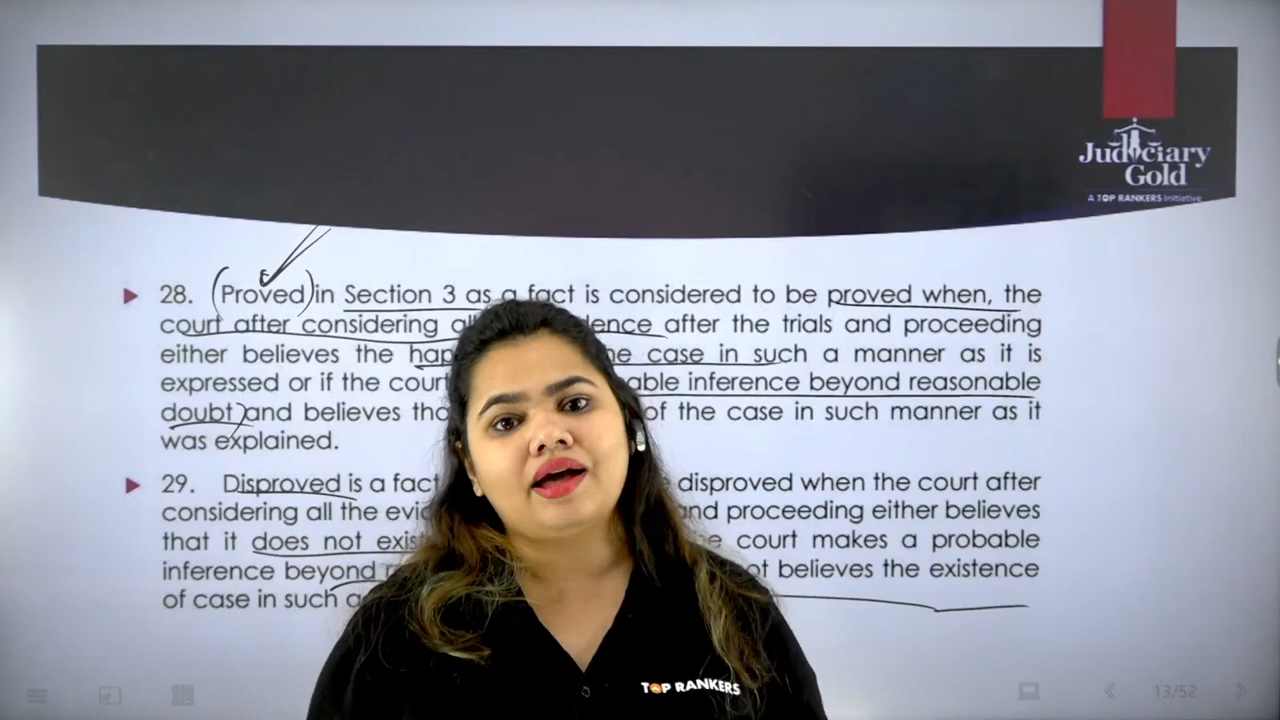 Judiciary
Gold
A TOP RANKERS Initiative
28. (Proved) in Section 3 as a fact is considered to be proved when, the
court after considering all dence after the trials and proceeding
either believes the hap he case in such a manner as it is
expressed or if the court able inference beyond reasonable
doubt and believes tha of the case in such manner as it
was explained.
29. Disproved is a fact disproved when the court after
considering all the evid and proceeding either believes
that it does not exis e court makes a probable
inference beyond ot believes the existence
of case in such a
TOP RANKERS
13/52